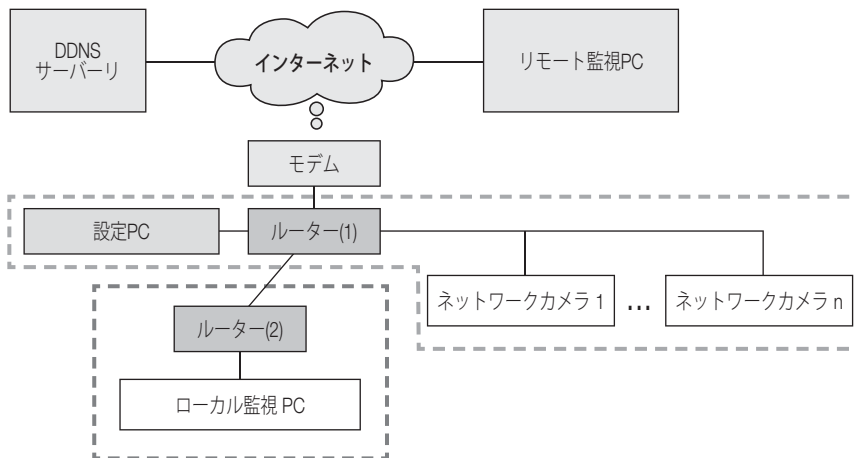 DDNS
サーバーリ
インターネット
リモート監視PC
モデム
設定PC
ルーター(1)
ネットワークカメラ 1
...
ネットワークカメラ n
ルーター(2)
ローカル監視 PC